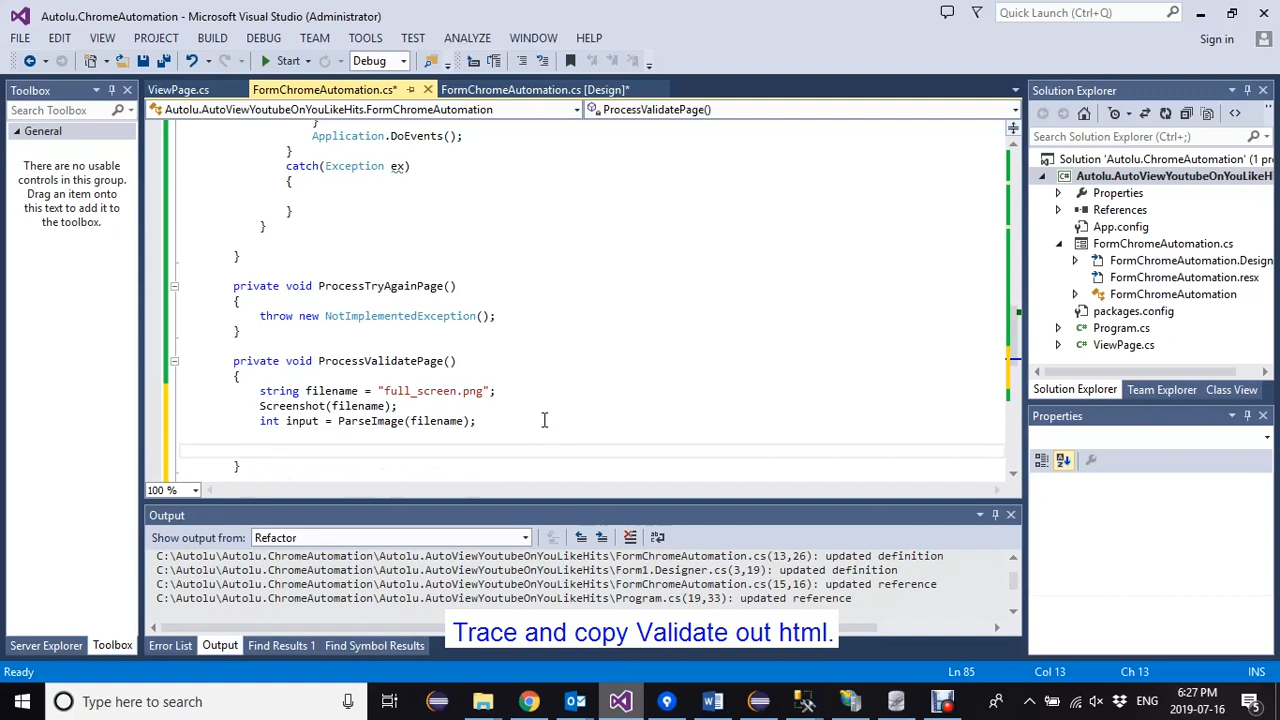 Autolu.ChromeAutomation - Microsoft Visual Studio (Administrator)
Quick Launch (Ctrl+Q)
FILE EDIT VIEW PROJECT BUILD DEBUG TEAM TOOLS TEST ANALYZE WINDOW HELP
Sign in
Start Debug
Toolbox
Search Toolbox
General
There are no usable
controls in this group.
Drag an item onto
this text to add it to
the toolbox.
ViewPage.cs FormChromeAutomation.cs* FormChromeAutomation.cs [Design]*
Autolu.AutoViewYoutubeOnYouLikeHits.FormChromeAutomation ProcessValidatePage()
}
Application.DoEvents();
}
catch(Exception ex)
{
}
}
}
private void ProcessTryAgainPage()
{
throw new NotImplementedException();
}
private void ProcessValidatePage()
{
string filename = "full_screen.png";
Screenshot(filename);
int input = ParseImage(filename);
}
100 %
Output
Show output from: Refactor
C:\Autolu\Autolu.ChromeAutomation\Autolu.AutoViewYoutubeOnYouLikeHits\FormChromeAutomation.cs(13,26): updated definition
C:\Autolu\Autolu.ChromeAutomation\Autolu.AutoViewYoutubeOnYouLikeHits\Form1.Designer.cs(3,19): updated definition
C:\Autolu\Autolu.ChromeAutomation\Autolu.AutoViewYoutubeOnYouLikeHits\FormChromeAutomation.cs(15,16): updated reference
C:\Autolu\Autolu.ChromeAutomation\Autolu.AutoViewYoutubeOnYouLikeHits\Program.cs(19,33): updated reference
Trace and copy Validate out html.
Server Explorer Toolbox Error List Output Find Results 1 Find Symbol Results
Solution Explorer
Search Solution Explorer (Ctrl+;)
Solution 'Autolu.ChromeAutomation' (1 pro
Autolu.AutoViewYoutubeOnYouLikeH
Properties
References
App.config
FormChromeAutomation.cs
FormChromeAutomation.Design
FormChromeAutomation.resx
FormChromeAutomation
packages.config
Program.cs
ViewPage.cs
Solution Explorer Team Explorer Class View
Properties
Ready Ln 85 Col 13 Ch 13 INS
Type here to search
ENG
6:27 PM
2019-07-16